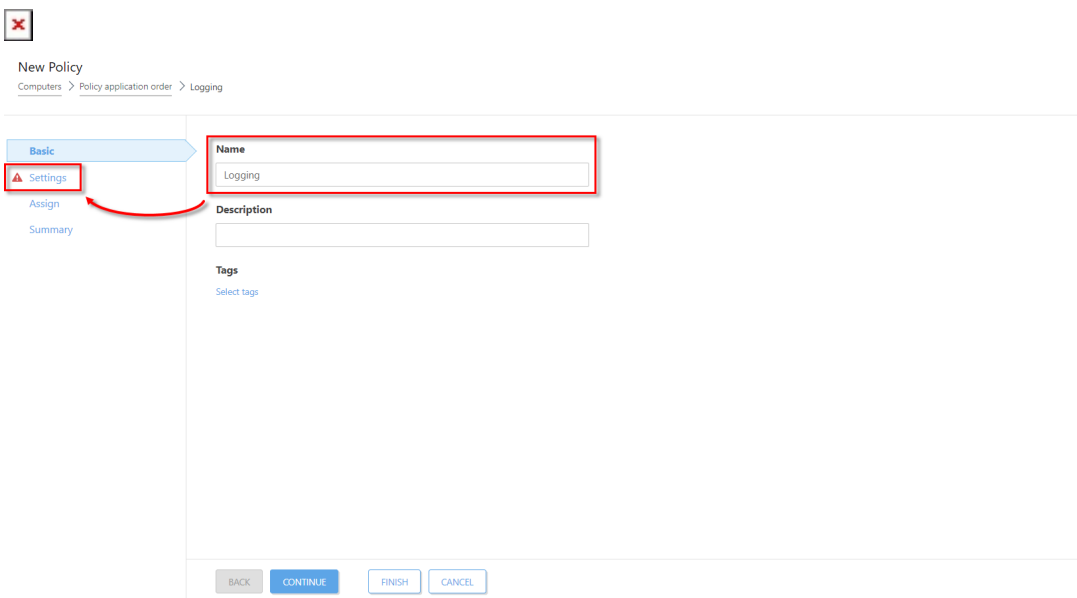 New Policy
Computers > Policy application order > Logging
Basic
Settings
Assign
Summary
Name
Logging
Description
Tags
Select tags
BACK CONTINUE FINISH CANCEL